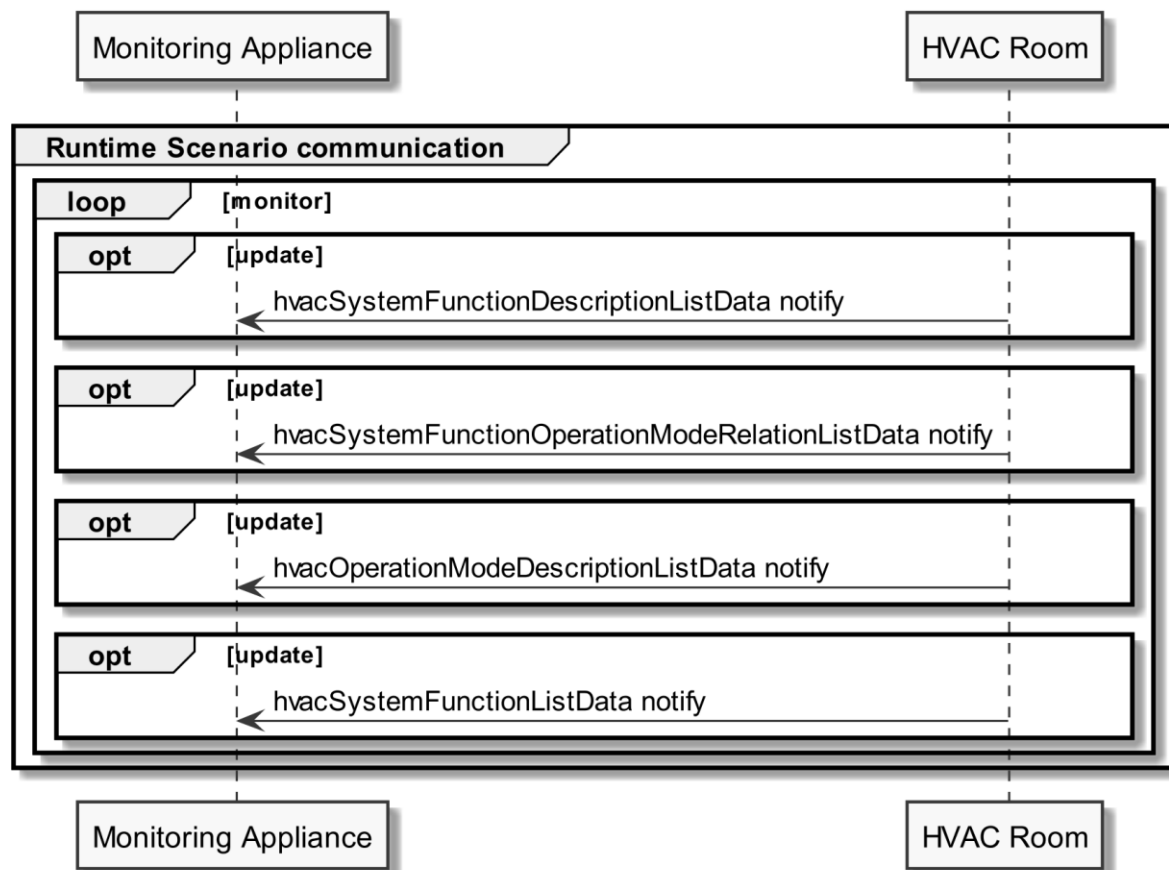 Monitoring Appliance HVAC Room
Runtime Scenario communication
loop [monitor]
opt [update]
hvacSystemFunctionDescriptionListData notify
opt [update]
hvacSystemFunctionOperationModeRelationListData notify
opt [update]
hvacOperationModeDescriptionListData notify
opt [update]
hvacSystemFunctionListData notify
Monitoring Appliance HVAC Room